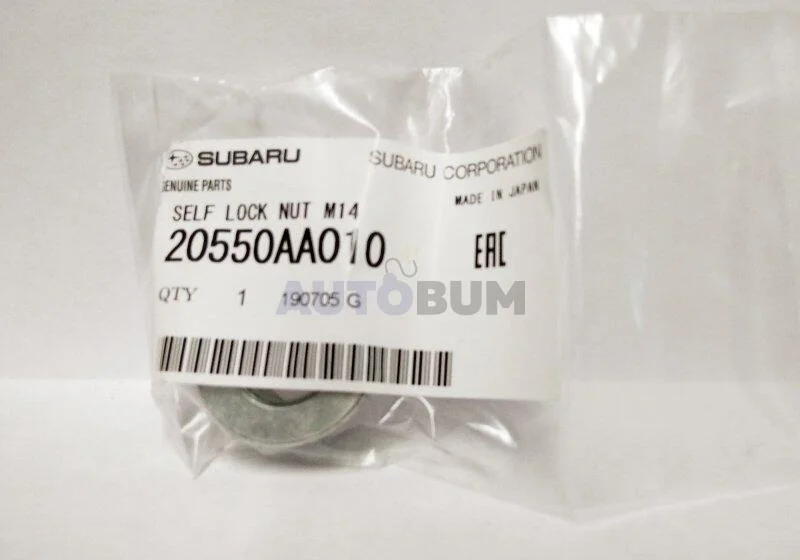 SUBARU SUBARU CORPORATION
GENUINE PARTS MADE IN JAPAN
SELF LOCK NUT M14
20550AA010 EAC
QTY 1 190705 G
AUTOBUM